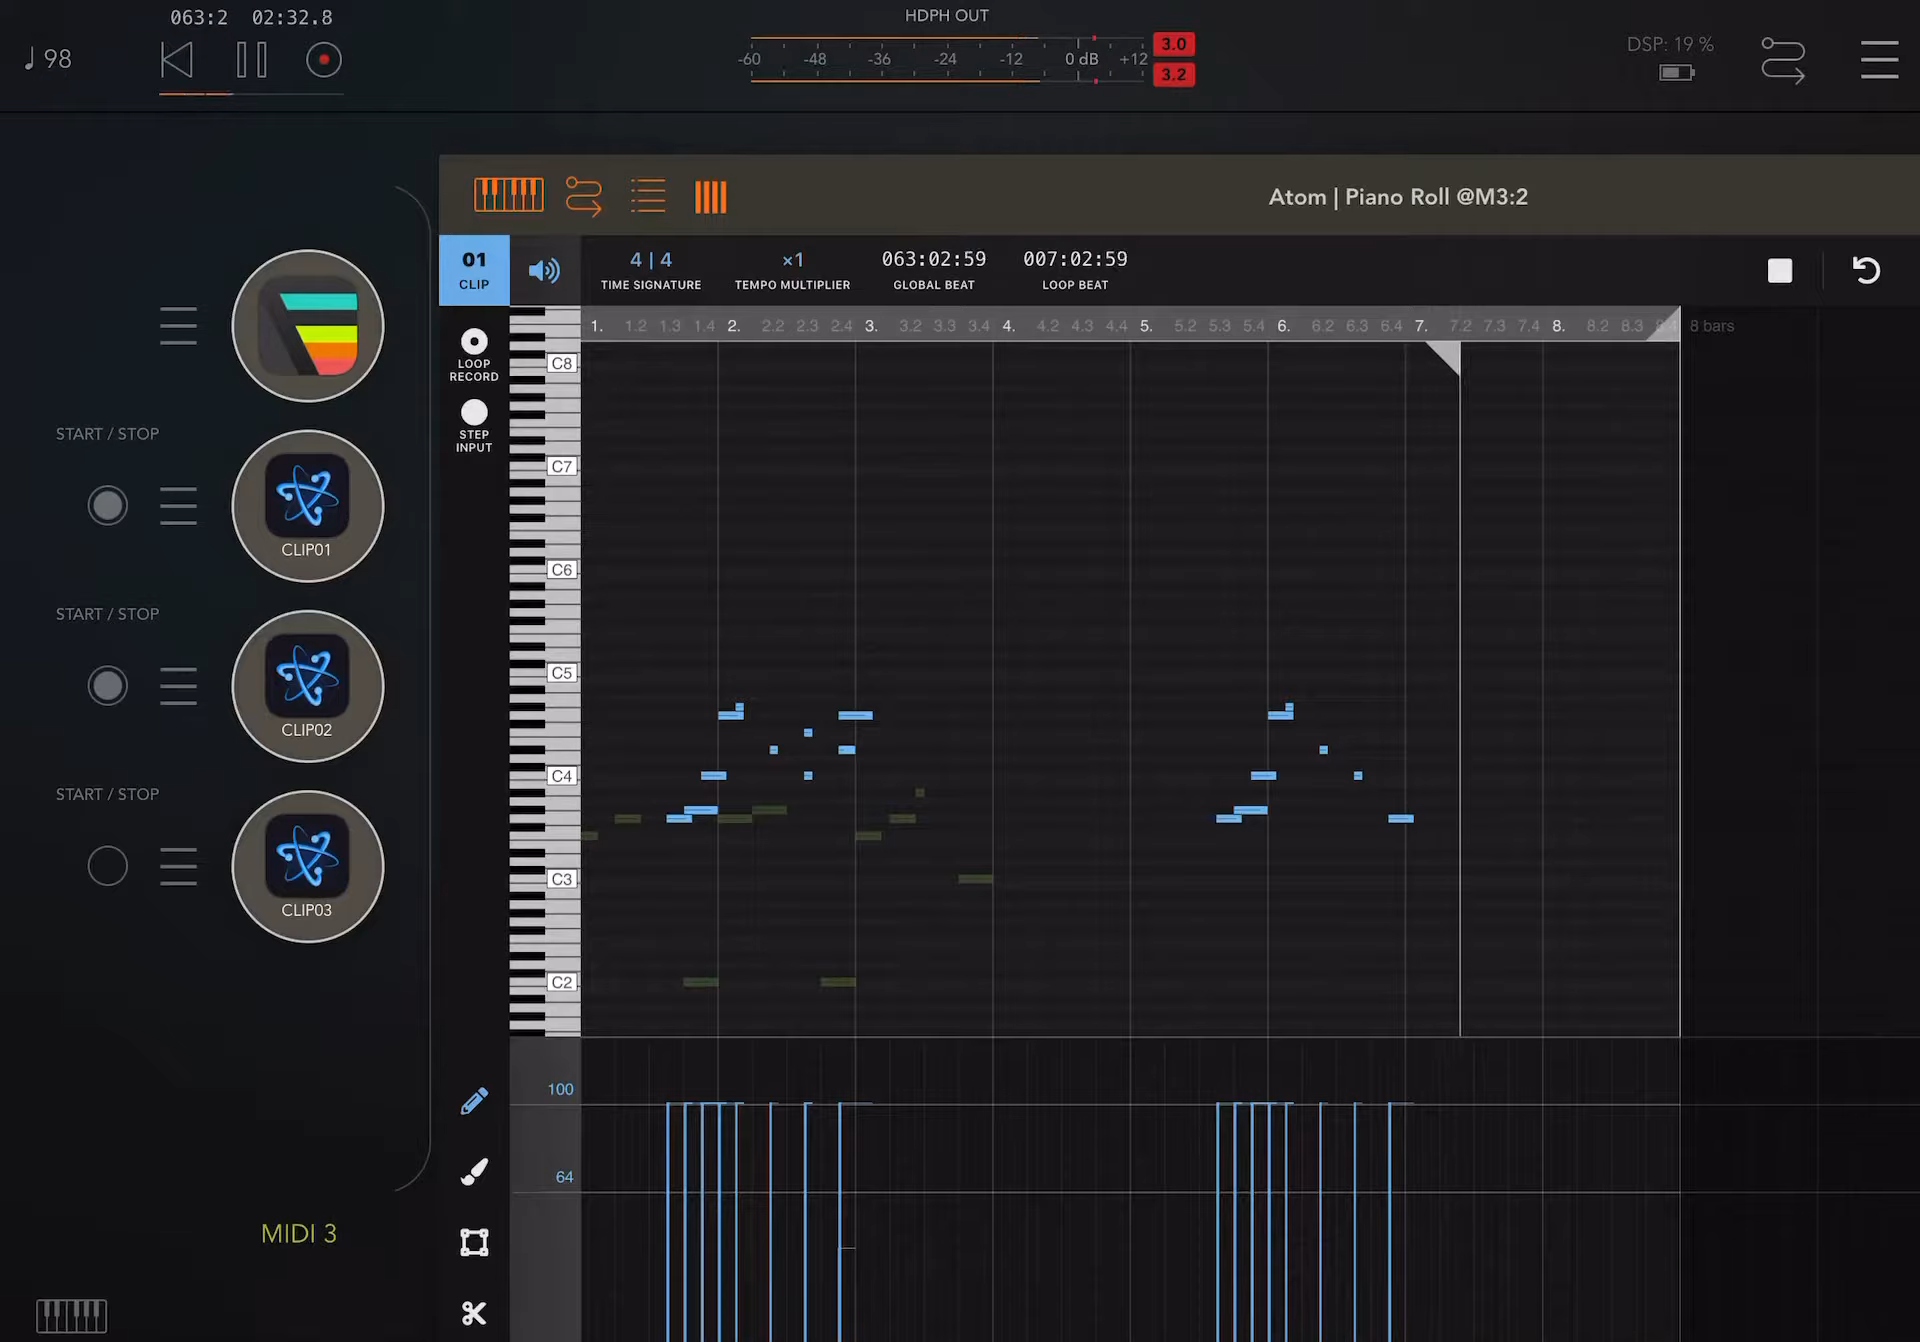 063:2 02:32.8
98
HDPH OUT
-60 -48 -36 -24 -12 0 dB +12
3.0
3.2
DSP: 19 %
Atom | Piano Roll @M3:2
01
CLIP
4 | 4
TIME SIGNATURE
×1
TEMPO MULTIPLIER
063:02:59
GLOBAL BEAT
007:02:59
LOOP BEAT
LOOP
RECORD
STEP
INPUT
1. 1.2 1.3 1.4 2. 2.2 2.3 2.4 3. 3.2 3.3 3.4 4. 4.2 4.3 4.4 5. 5.2 5.3 5.4 6. 6.2 6.3 6.4 7. 7.2 7.3 7.4 8. 8.2 8.3 8.4 8 bars
C8
C7
C6
C5
C4
C3
C2
START / STOP
CLIP01
START / STOP
CLIP02
START / STOP
CLIP03
100
64
MIDI 3